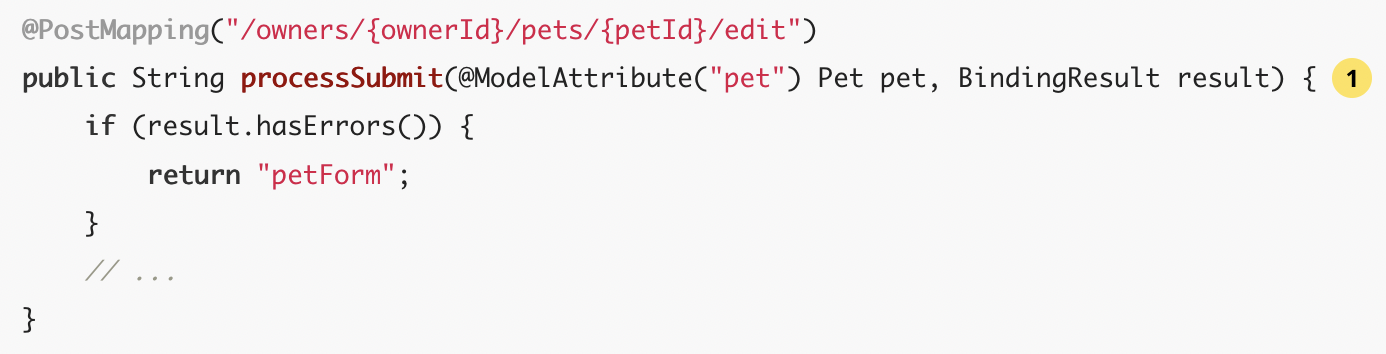 @PostMapping("/owners/{ownerId}/pets/{petId}/edit")
public String processSubmit(@ModelAttribute("pet") Pet pet, BindingResult result) { 1
    if (result.hasErrors()) {
        return "petForm";
    }
    // ...
}